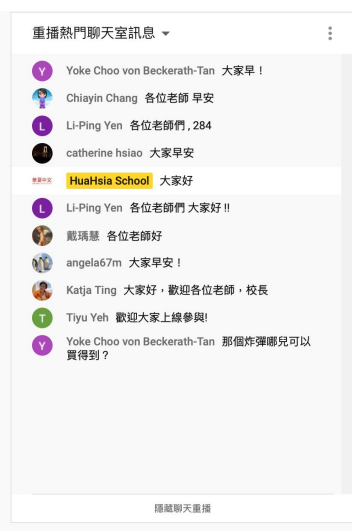 重播熱門聊天室訊息
Y Yoke Choo von Beckerath-Tan 大家早！
Chiayin Chang 各位老師 早安
L Li-Ping Yen 各位老師們 , 284
catherine hsiao 大家早安
華夏中文 HuaHsia School 大家好
L Li-Ping Yen 各位老師們 大家好 !!
戴瑀慧 各位老師好
angela67m 大家早安！
Katja Ting 大家好，歡迎各位老師，校長
T Tiyu Yeh 歡迎大家上線參與!
Y Yoke Choo von Beckerath-Tan 那個炸彈哪兒可以
買得到？
隱藏聊天重播